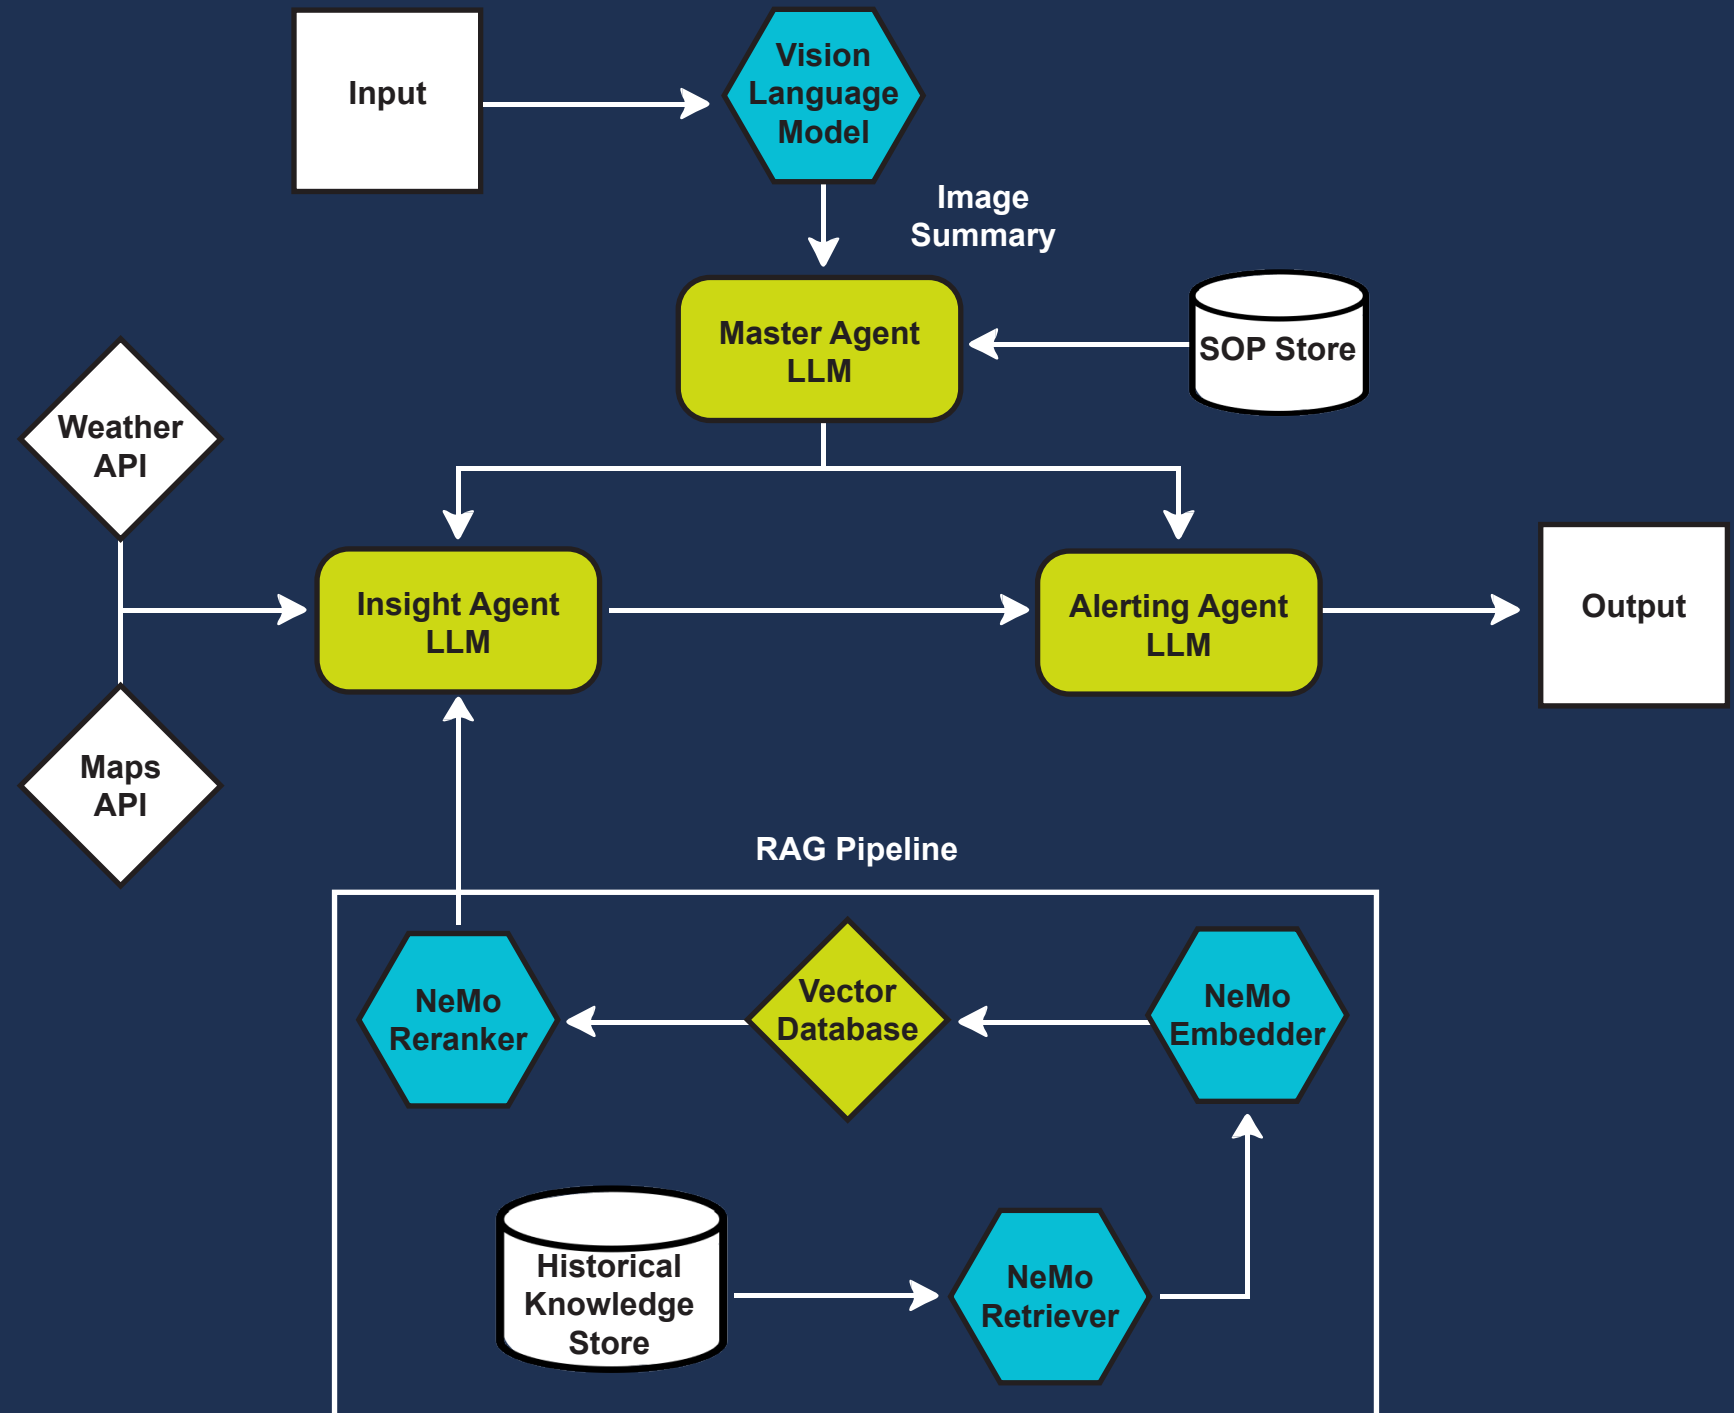 Input
Vision
Language
Model
Image
Summary
Master Agent
LLM
SOP Store
Weather
API
Insight Agent
LLM
Alerting Agent
LLM
Output
Maps
API
RAG Pipeline
NeMo
Reranker
Vector
Database
NeMo
Embedder
Historical
Knowledge
Store
NeMo
Retriever